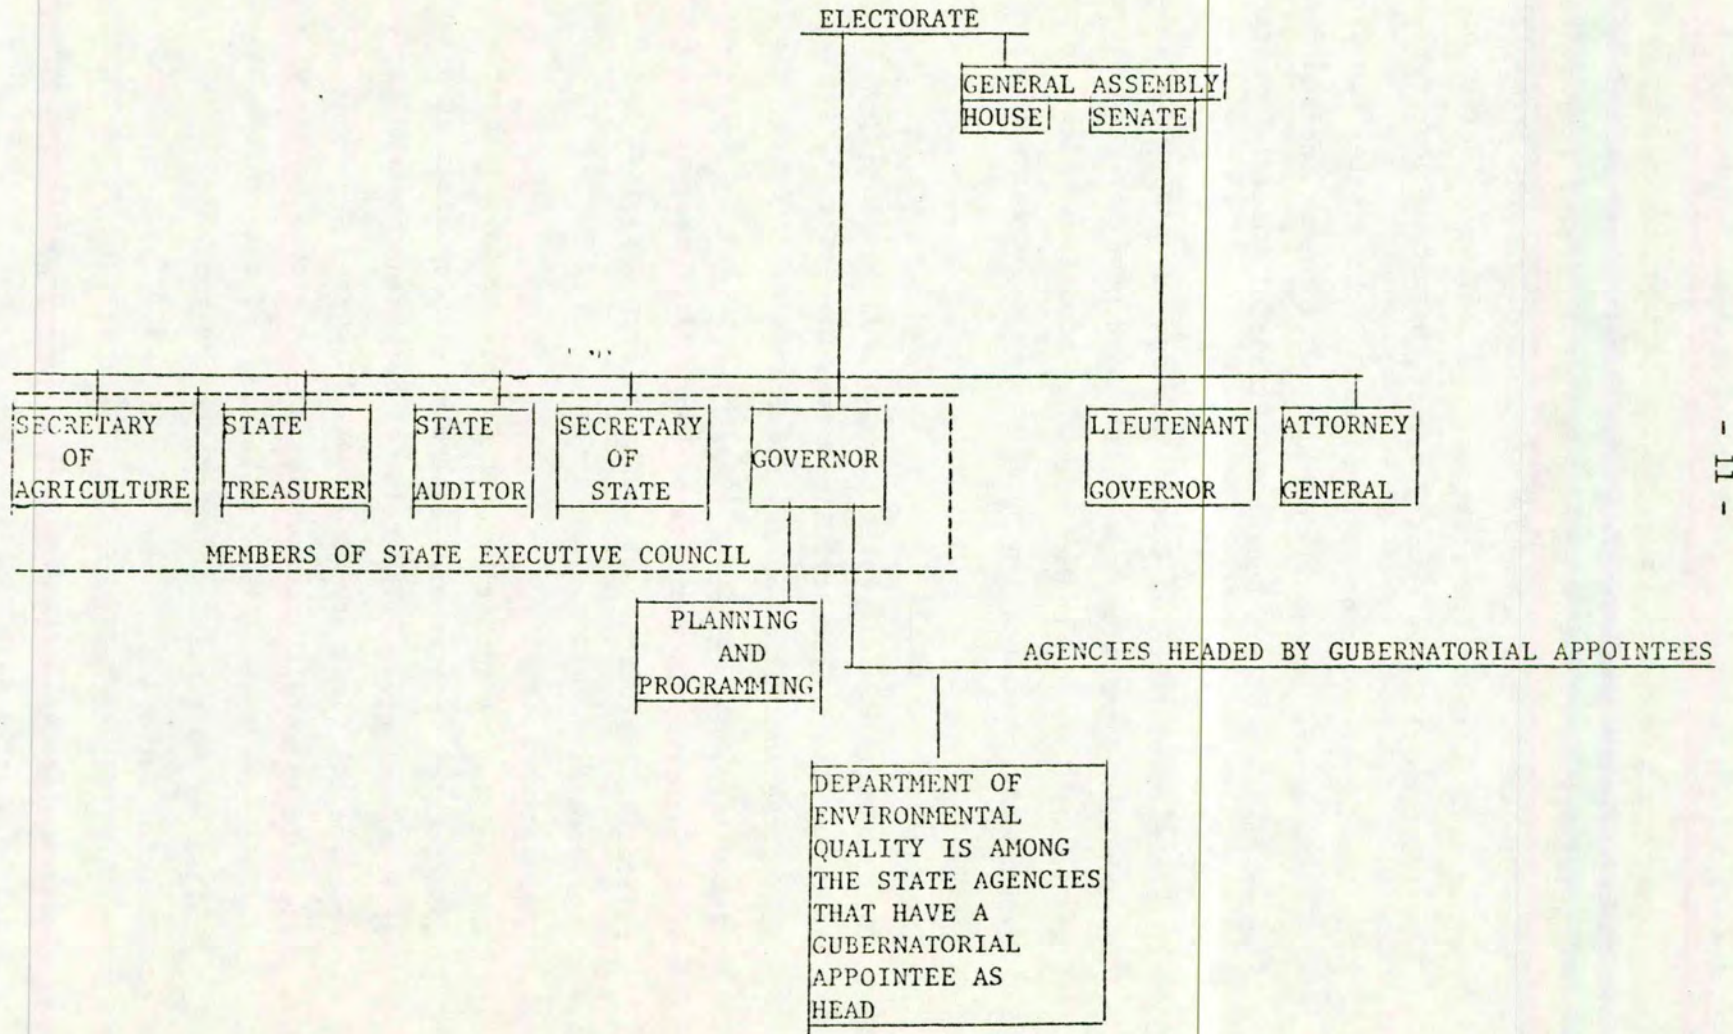 ELECTORATE
GENERAL ASSEMBLY
HOUSE SENATE
SECRETARY
OF
AGRICULTURE
STATE
TREASURER
STATE
AUDITOR
SECRETARY
OF
STATE
GOVERNOR
LIEUTENANT
GOVERNOR
ATTORNEY
GENERAL
MEMBERS OF STATE EXECUTIVE COUNCIL
PLANNING
AND
PROGRAMMING
AGENCIES HEADED BY GUBERNATORIAL APPOINTEES
DEPARTMENT OF
ENVIRONMENTAL
QUALITY IS AMONG
THE STATE AGENCIES
THAT HAVE A
GUBERNATORIAL
APPOINTEE AS
HEAD
- 11 -